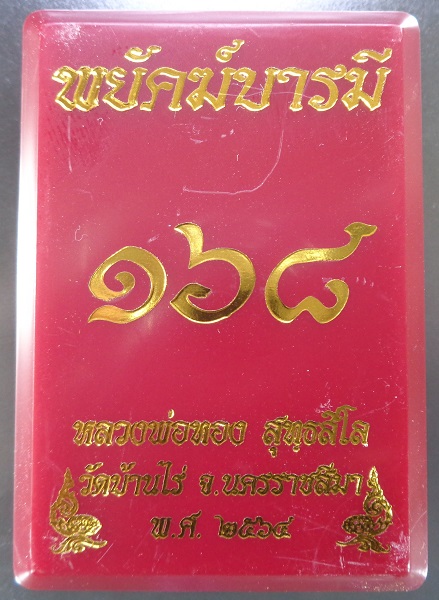 พยัคฆ์บารมี
๑๖๘
หลวงพ่อทอง สุทธสีโล
วัดบ้านไร่ จ.นครราชสีมา
พ.ศ. ๒๕๖๔